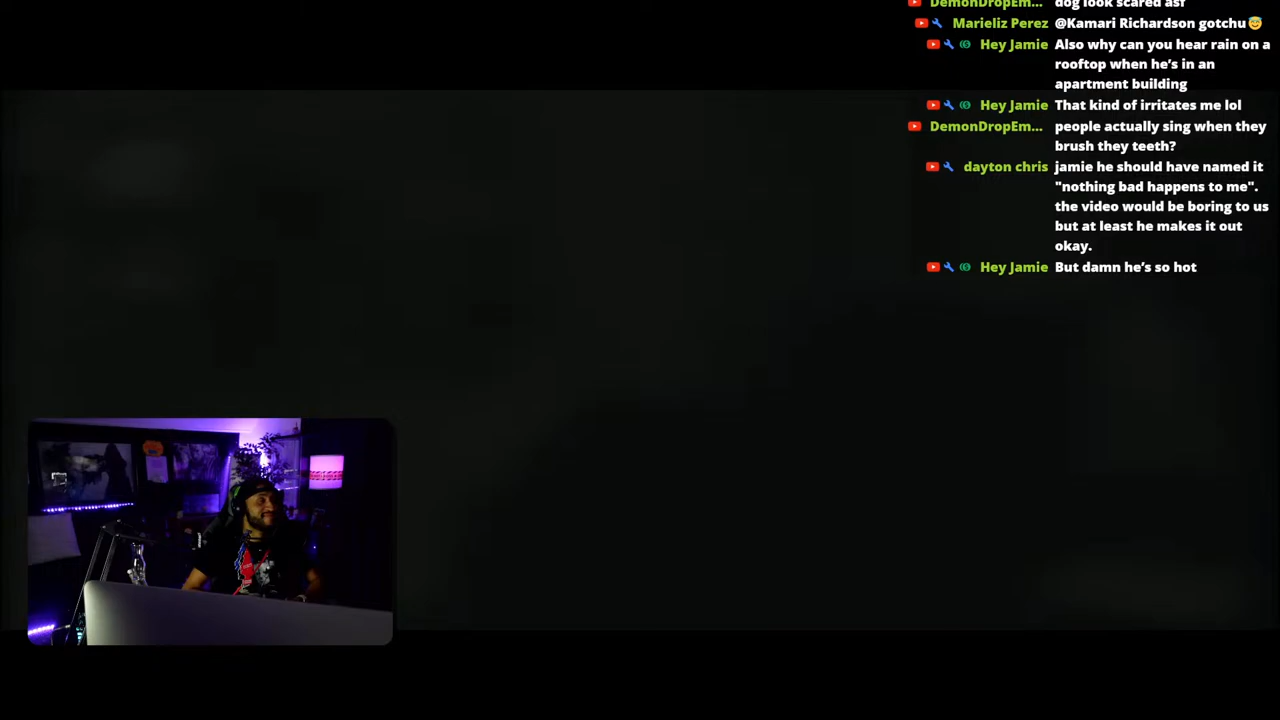 DemonDropEm... dog look scared asf
Marieliz Perez @Kamari Richardson gotchu😇
Hey Jamie Also why can you hear rain on a
rooftop when he's in an
apartment building
Hey Jamie That kind of irritates me lol
DemonDropEm... people actually sing when they
brush they teeth?
dayton chris jamie he should have named it
"nothing bad happens to me".
the video would be boring to us
but at least he makes it out
okay.
Hey Jamie But damn he's so hot